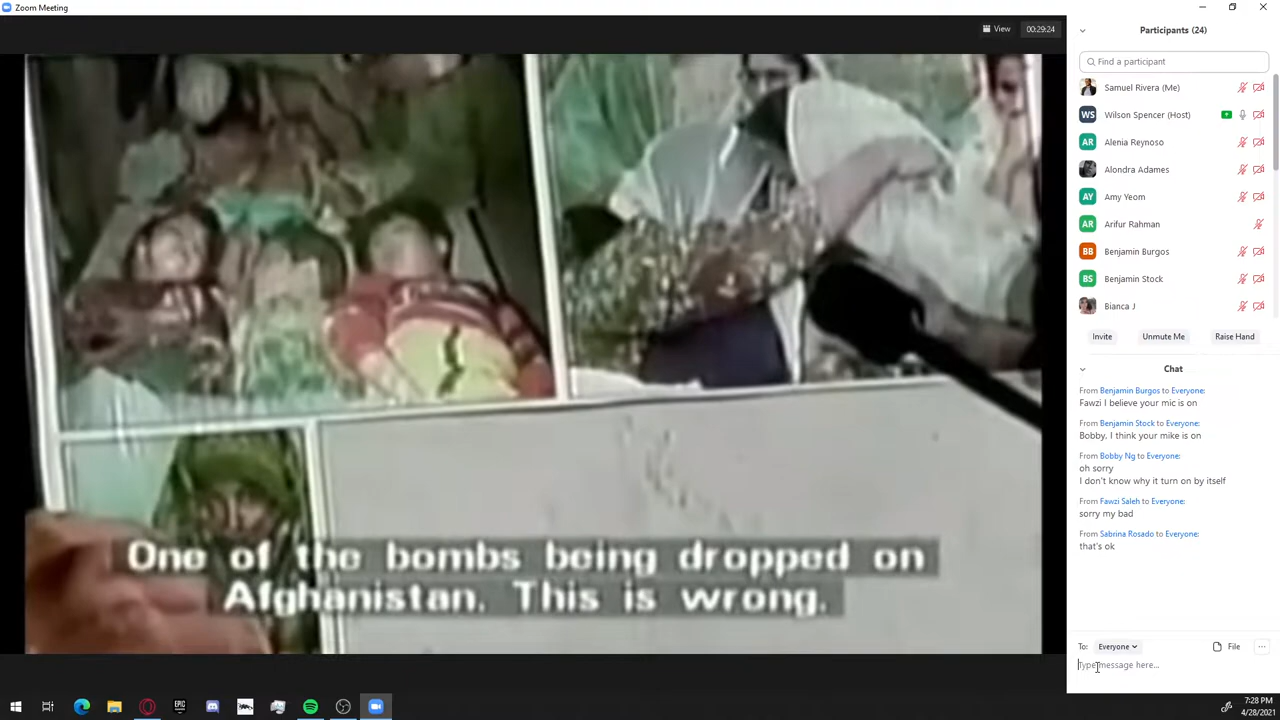 Zoom Meeting
View
00:29:24
One of the bombs being dropped on
Afghanistan. This is wrong.
Participants (24)
Find a participant
Samuel Rivera (Me)
WS Wilson Spencer (Host)
AR Alenia Reynoso
Alondra Adames
AY Amy Yeom
AR Arifur Rahman
BB Benjamin Burgos
BS Benjamin Stock
Bianca J
Invite Unmute Me Raise Hand
Chat
From Benjamin Burgos to Everyone:
Fawzi I believe your mic is on
From Benjamin Stock to Everyone:
Bobby, I think your mike is on
From Bobby Ng to Everyone:
oh sorry
I don't know why it turn on by itself
From Fawzi Saleh to Everyone:
sorry my bad
From Sabrina Rosado to Everyone:
that's ok
To: Everyone File
Type message here...
EPIC
GAMES
7:28 PM
4/28/2021